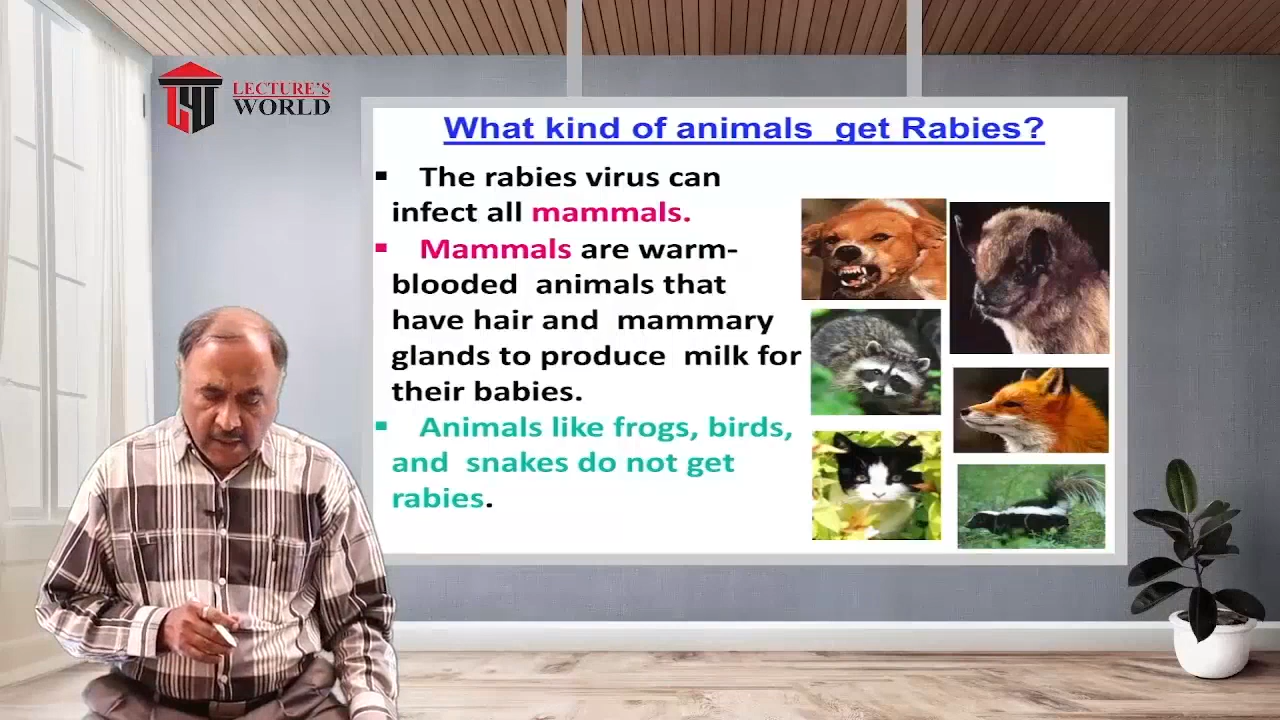 LECTURE'S
WORLD
What kind of animals get Rabies?
▪ The rabies virus can
infect all mammals.
▪ Mammals are warm-
blooded animals that
have hair and mammary
glands to produce milk for
their babies.
▪ Animals like frogs, birds,
and snakes do not get
rabies.